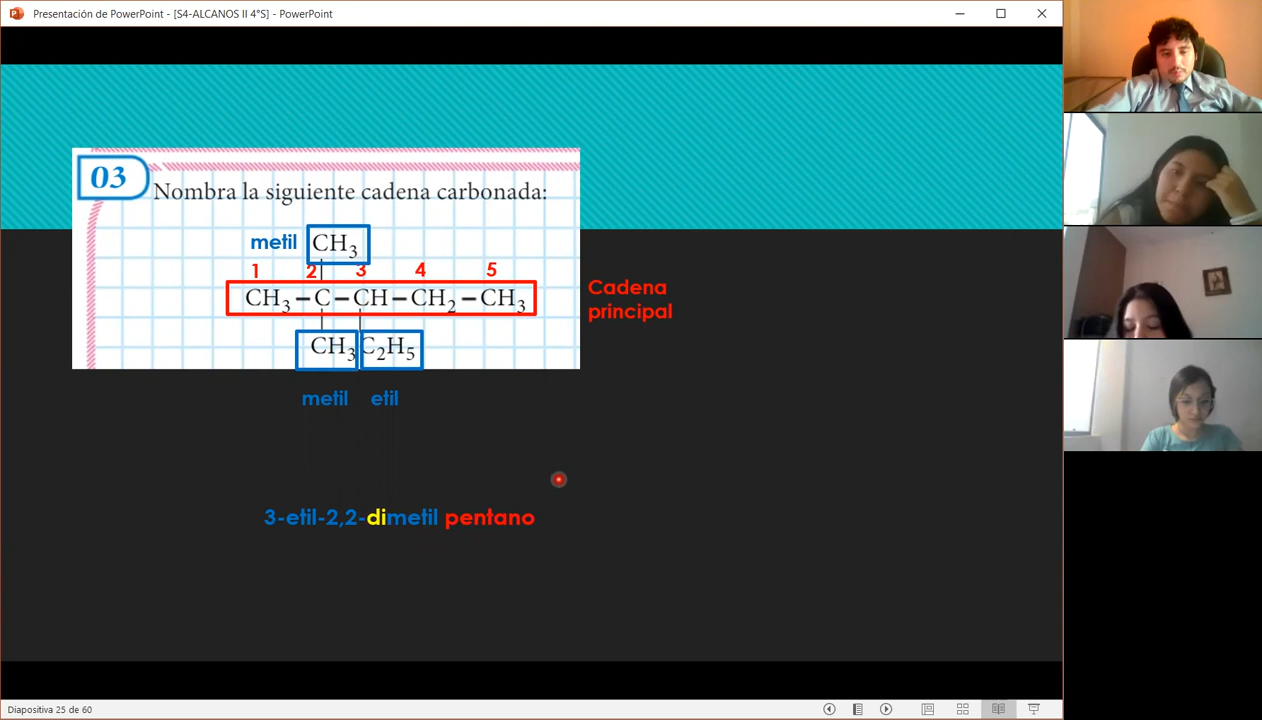 Presentación de PowerPoint - [S4-ALCANOS II 4°S] - PowerPoint
03
Nombra la siguiente cadena carbonada:
metil CH3
1 2 3 4 5
CH3 – C – CH – CH2 – CH3
Cadena
principal
CH3 C2H5
metil etil
3-etil-2,2-dimetil pentano
Diapositiva 25 de 60